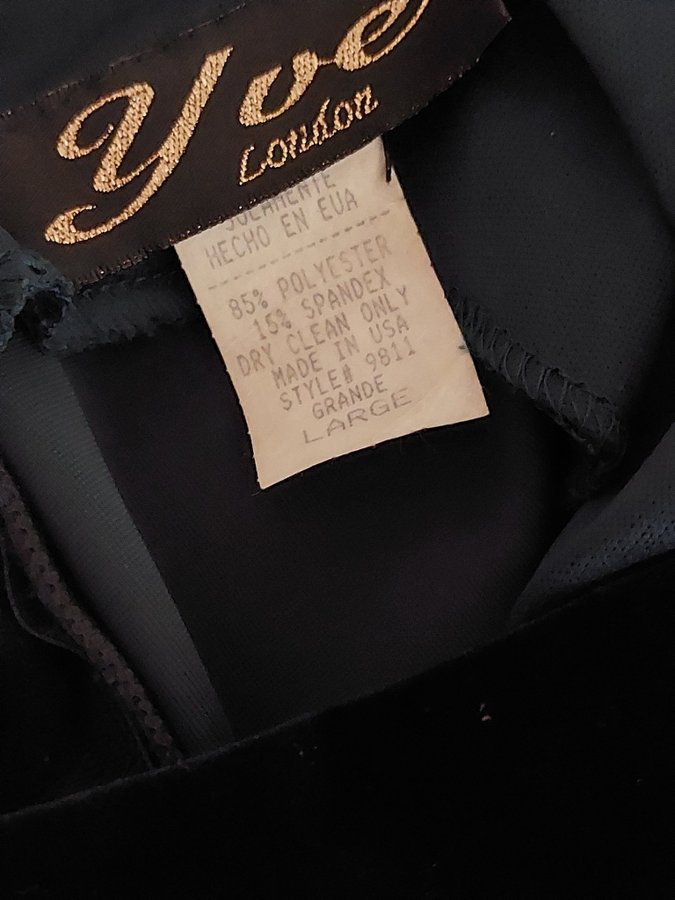 Yve
London
SOLAMENTE
HECHO EN EUA
85% POLYESTER
15% SPANDEX
DRY CLEAN ONLY
MADE IN USA
STYLE# 9811
GRANDE
LARGE